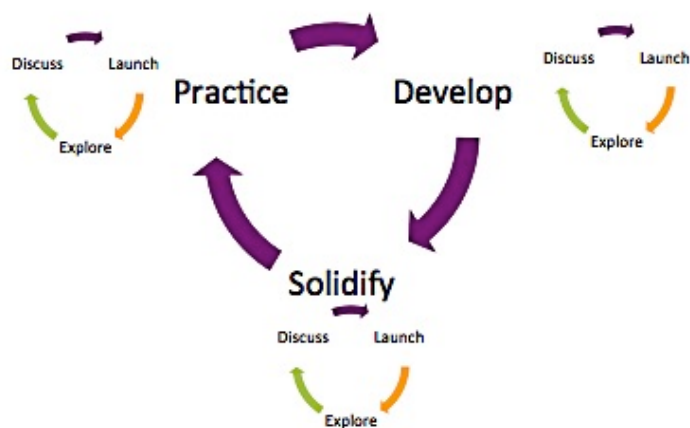 Discuss Launch
Explore
Practice Develop
Discuss Launch
Explore
Solidify
Discuss Launch
Explore